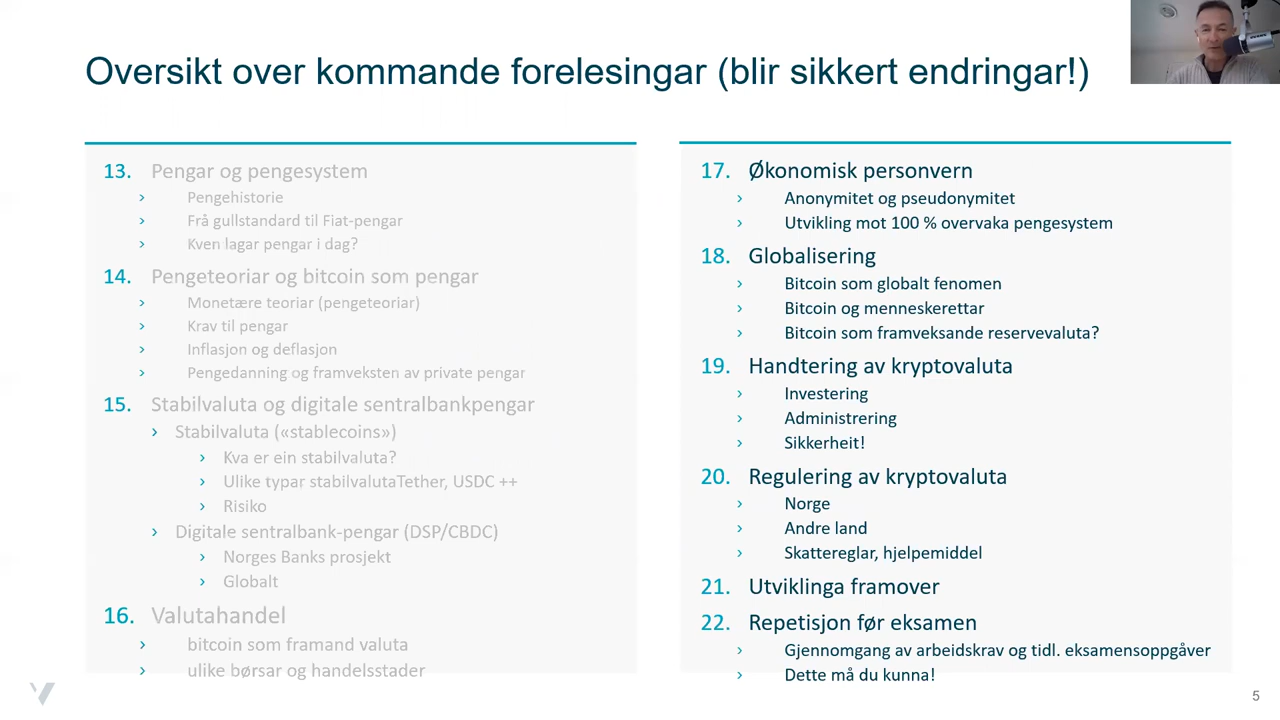 Oversikt over kommande forelesingar (blir sikkert endringar!)
13. Pengar og pengesystem
› Pengehistorie
› Frå gullstandard til Fiat-pengar
› Kven lagar pengar i dag?
14. Pengeteoriar og bitcoin som pengar
› Monetære teoriar (pengeteoriar)
› Krav til pengar
› Inflasjon og deflasjon
› Pengedanning og framveksten av private pengar
15. Stabilvaluta og digitale sentralbankpengar
› Stabilvaluta («stablecoins»)
› Kva er ein stabilvaluta?
› Ulike typar stabilvalutaTether, USDC ++
› Risiko
› Digitale sentralbank-pengar (DSP/CBDC)
› Norges Banks prosjekt
› Globalt
16. Valutahandel
› bitcoin som framand valuta
› ulike børsar og handelsstader
17. Økonomisk personvern
› Anonymitet og pseudonymitet
› Utvikling mot 100 % overvaka pengesystem
18. Globalisering
› Bitcoin som globalt fenomen
› Bitcoin og menneskerettar
› Bitcoin som framveksande reservevaluta?
19. Handtering av kryptovaluta
› Investering
› Administrering
› Sikkerheit!
20. Regulering av kryptovaluta
› Norge
› Andre land
› Skattereglar, hjelpemiddel
21. Utviklinga framover
22. Repetisjon før eksamen
› Gjennomgang av arbeidskrav og tidl. eksamensoppgåver
› Dette må du kunna!
5